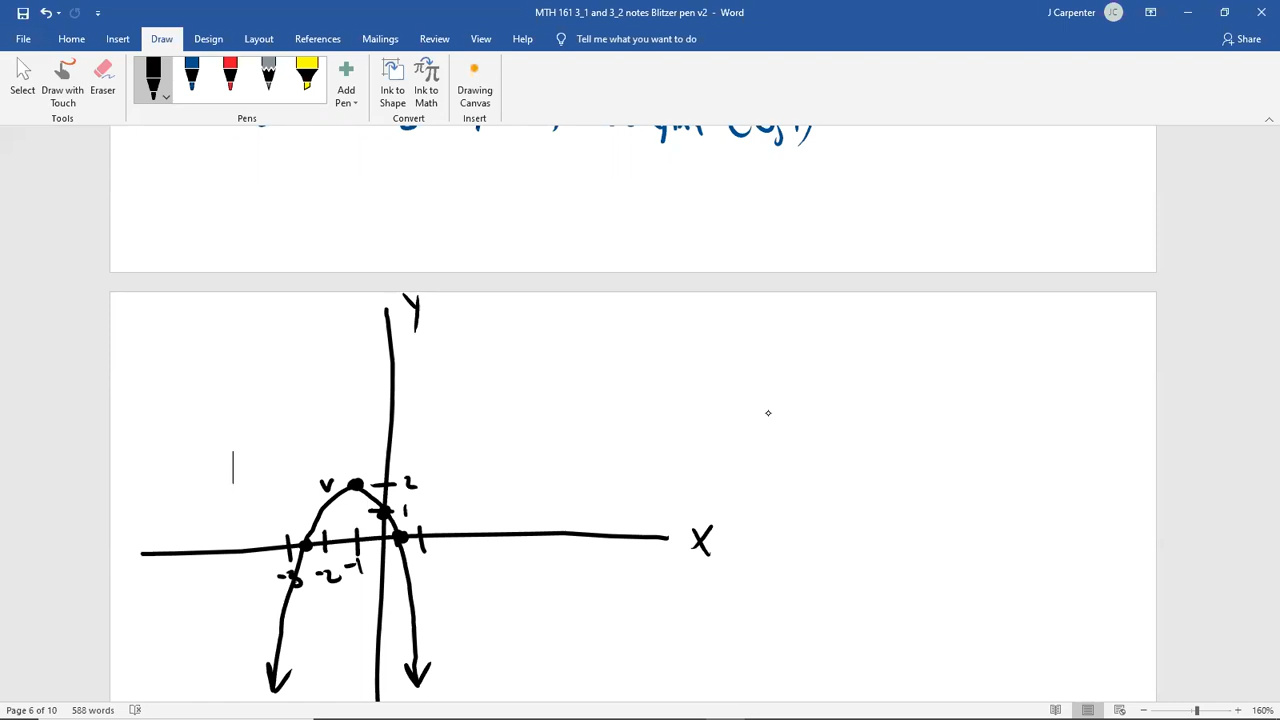 MTH 161 3_1 and 3_2 notes Blitzer pen v2 - Word
J Carpenter JC
File Home Insert Draw Design Layout References Mailings Review View Help Tell me what you want to do Share
Select Draw with Touch Eraser Add Pen Ink to Shape Ink to Math Drawing Canvas
Tools Pens Convert Insert
(0,1)
Y
V 2
1
X
-3 -2 -1
Page 6 of 10 588 words 160%